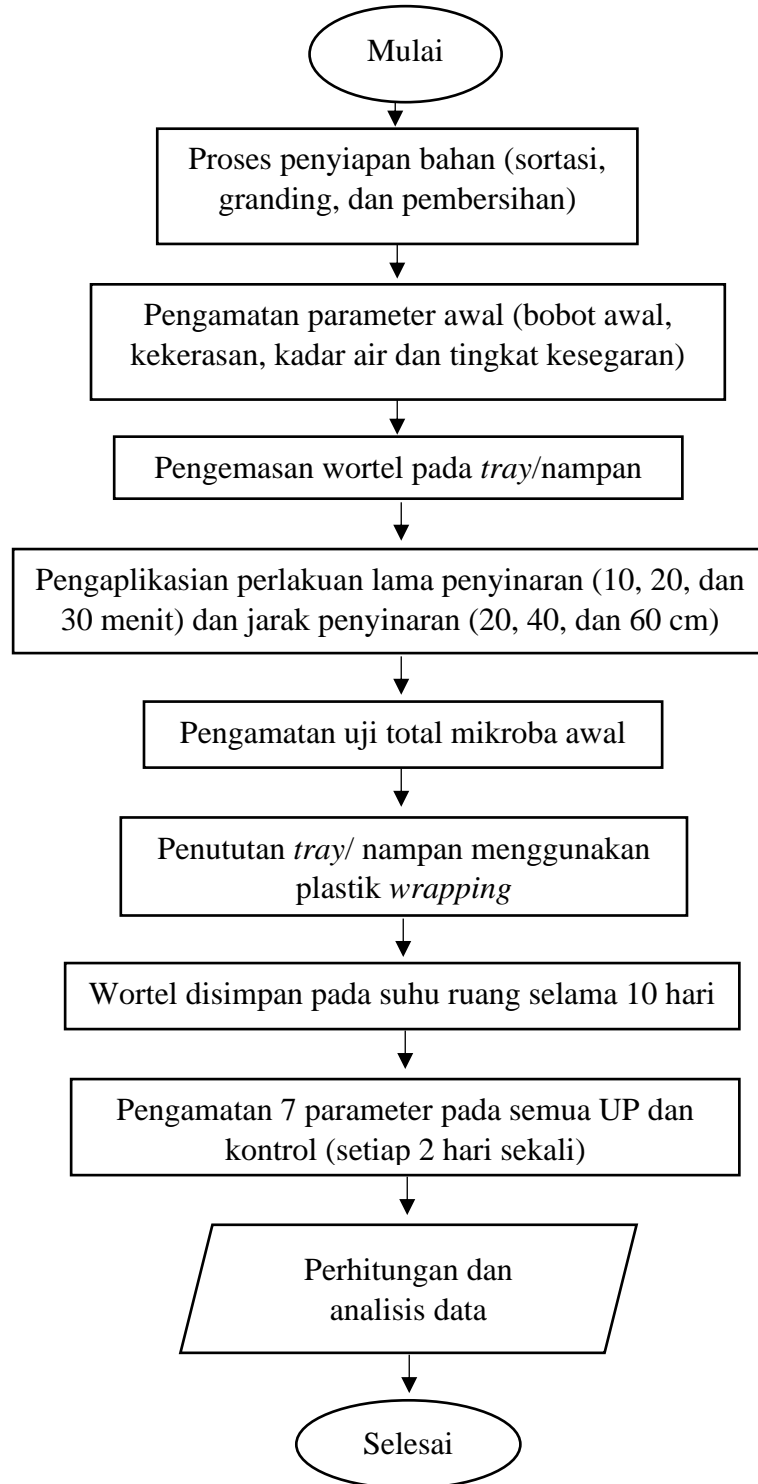 Mulai
Proses penyiapan bahan (sortasi,
granding, dan pembersihan)
Pengamatan parameter awal (bobot awal,
kekerasan, kadar air dan tingkat kesegaran)
Pengemasan wortel pada tray/nampan
Pengaplikasian perlakuan lama penyinaran (10, 20, dan
30 menit) dan jarak penyinaran (20, 40, dan 60 cm)
Pengamatan uji total mikroba awal
Penututan tray/ nampan menggunakan
plastik wrapping
Wortel disimpan pada suhu ruang selama 10 hari
Pengamatan 7 parameter pada semua UP dan
kontrol (setiap 2 hari sekali)
Perhitungan dan
analisis data
Selesai